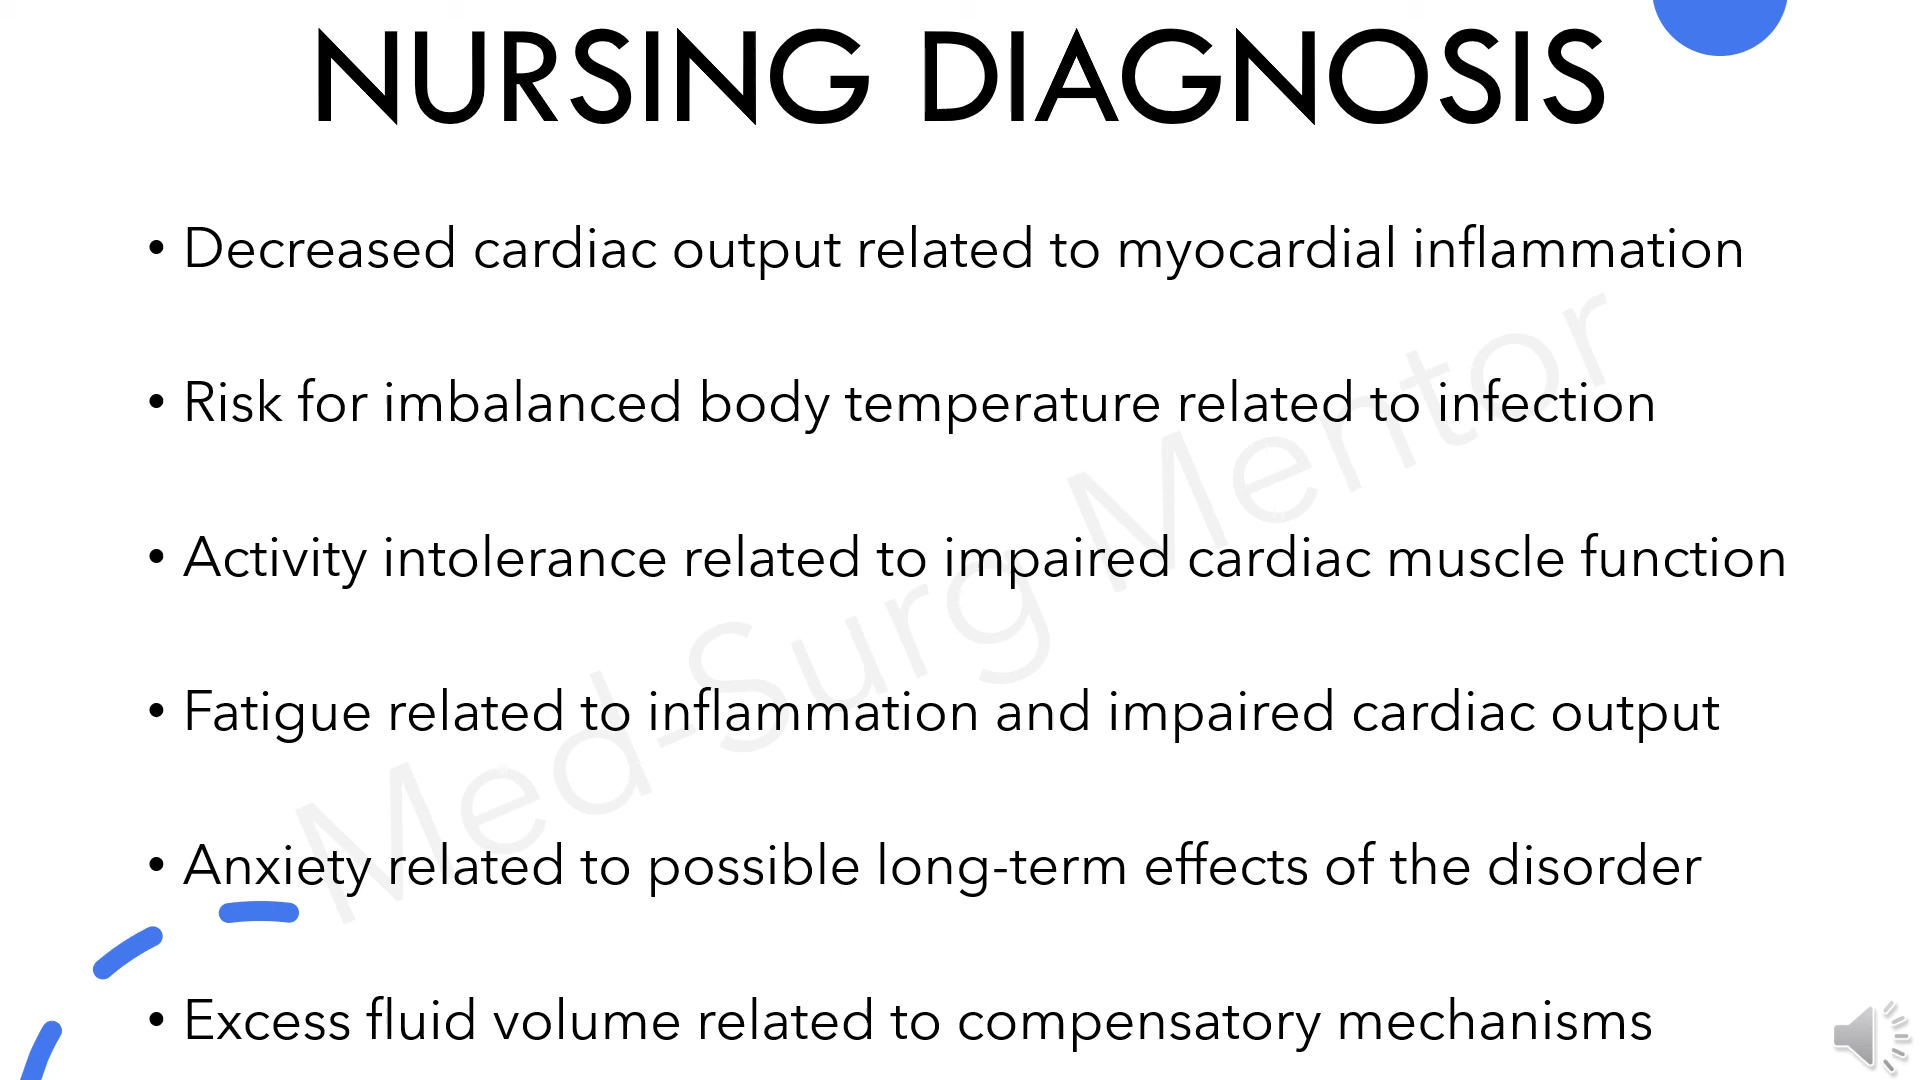 NURSING DIAGNOSIS
• Decreased cardiac output related to myocardial inflammation
• Risk for imbalanced body temperature related to infection
• Activity intolerance related to impaired cardiac muscle function
• Fatigue related to inflammation and impaired cardiac output
• Anxiety related to possible long-term effects of the disorder
• Excess fluid volume related to compensatory mechanisms
Med-Surg Mentor